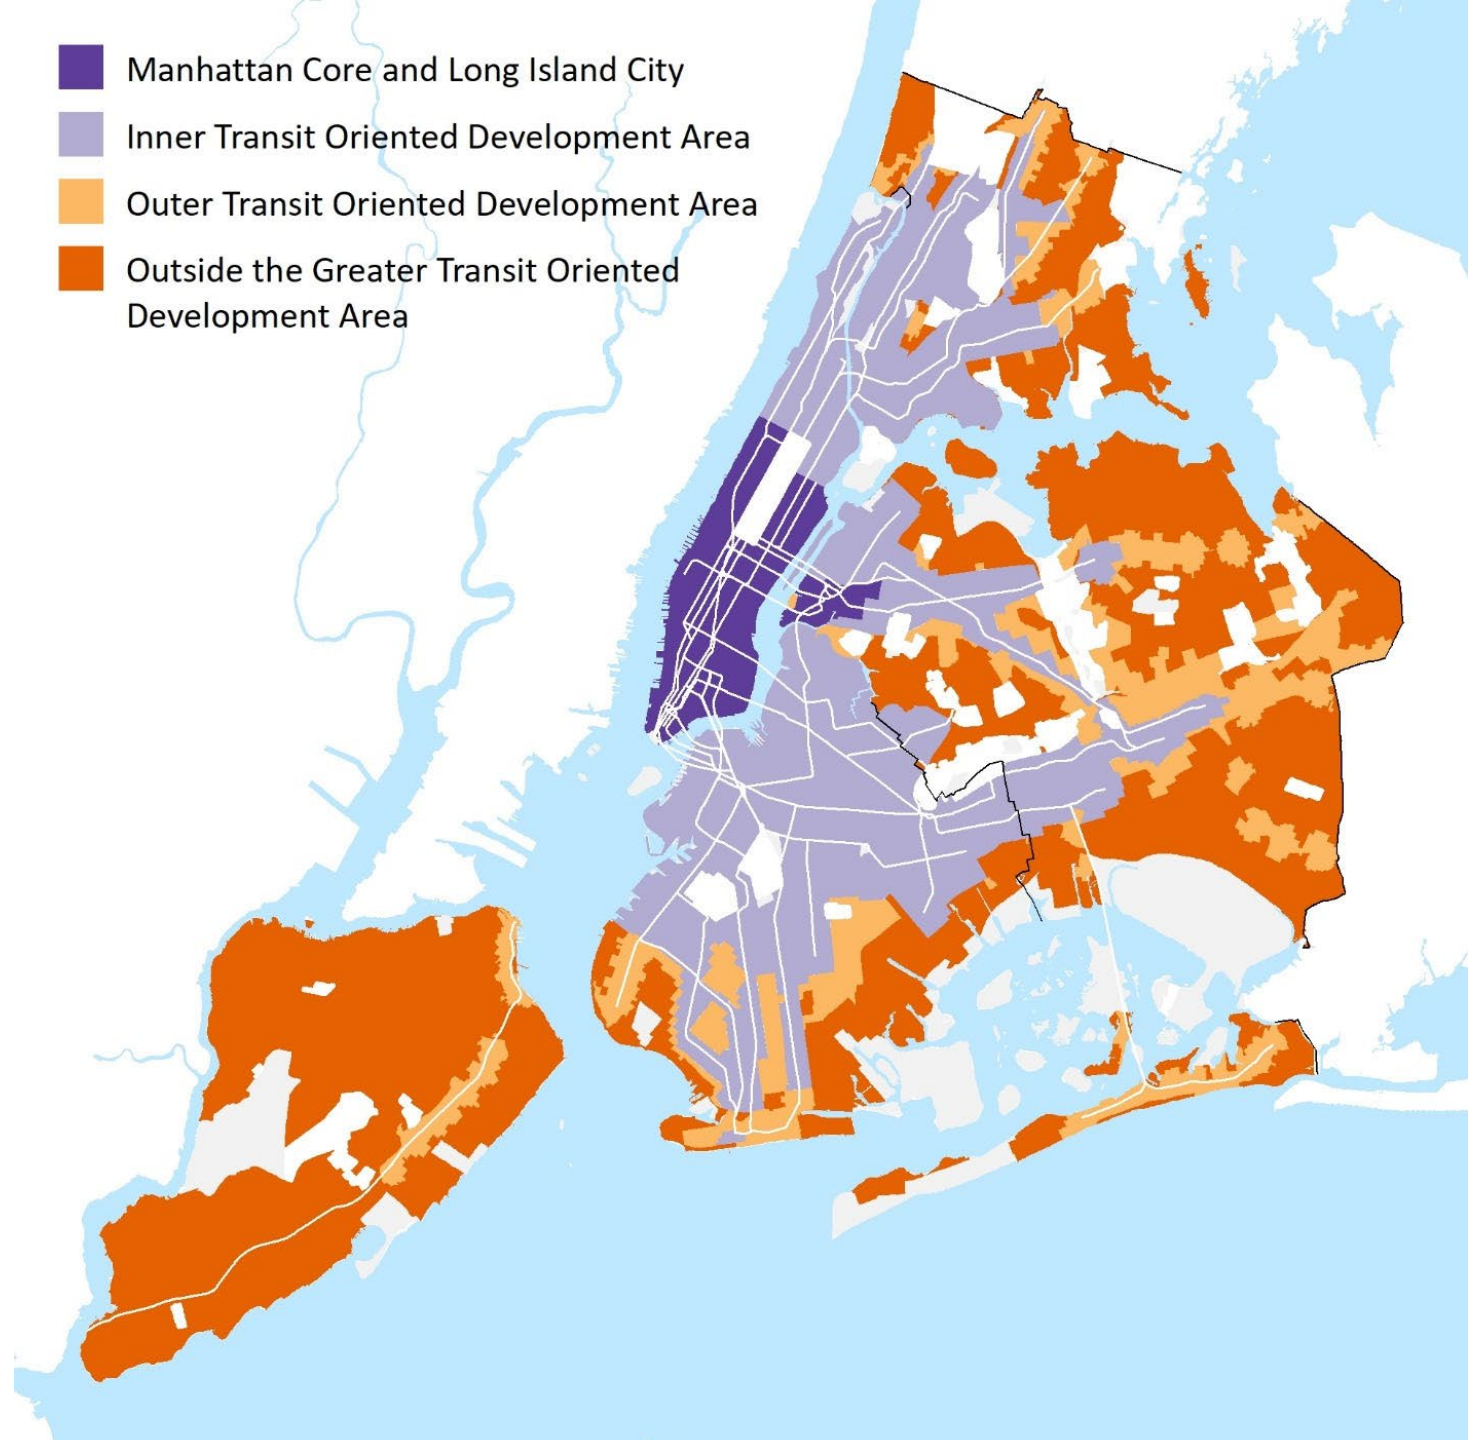 Manhattan Core and Long Island City
Inner Transit Oriented Development Area
Outer Transit Oriented Development Area
Outside the Greater Transit Oriented
Development Area